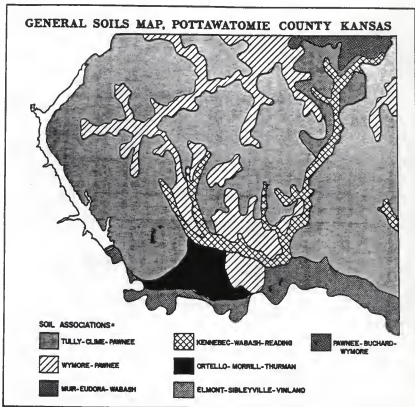 GENERAL SOILS MAP, POTTAWATOMIE COUNTY KANSAS
SOIL ASSOCIATIONS*
TULLY-CLIME-PAWNEE
KENNEBEC-WABASH-READING
PAWNEE-BUCHARD-
WYMORE
WYMORE-PAWNEE
ORTELLO-MORRILL-THURMAN
MUIR-EUDORA-WABASH
ELMONT-SIBLEYVILLE-VINLAND